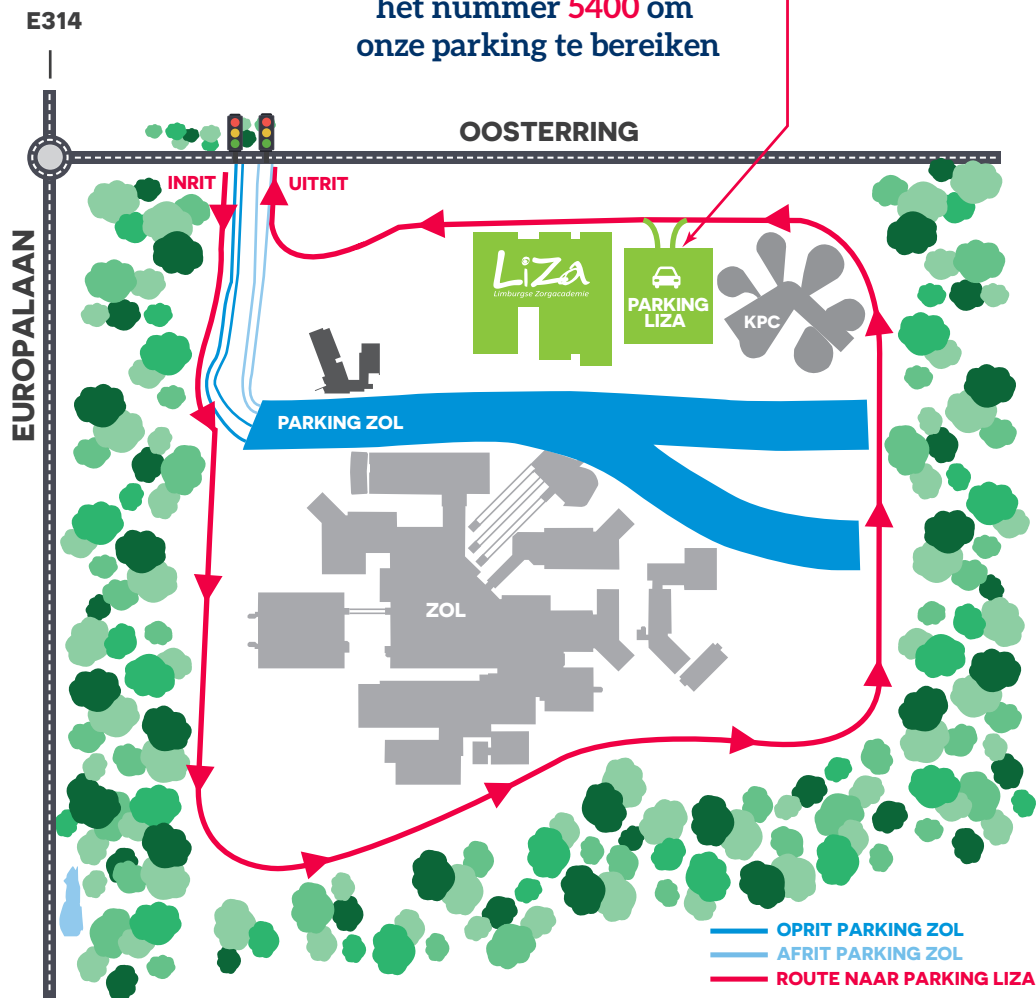 het nummer 5400 om
onze parking te bereiken
E314
OOSTERRING
INRIT
UITRIT
EUROPALAAN
LiZa
Limburgse Zorgacademie
PARKING
LIZA
KPC
PARKING ZOL
ZOL
OPRIT PARKING ZOL
AFRIT PARKING ZOL
ROUTE NAAR PARKING LIZA